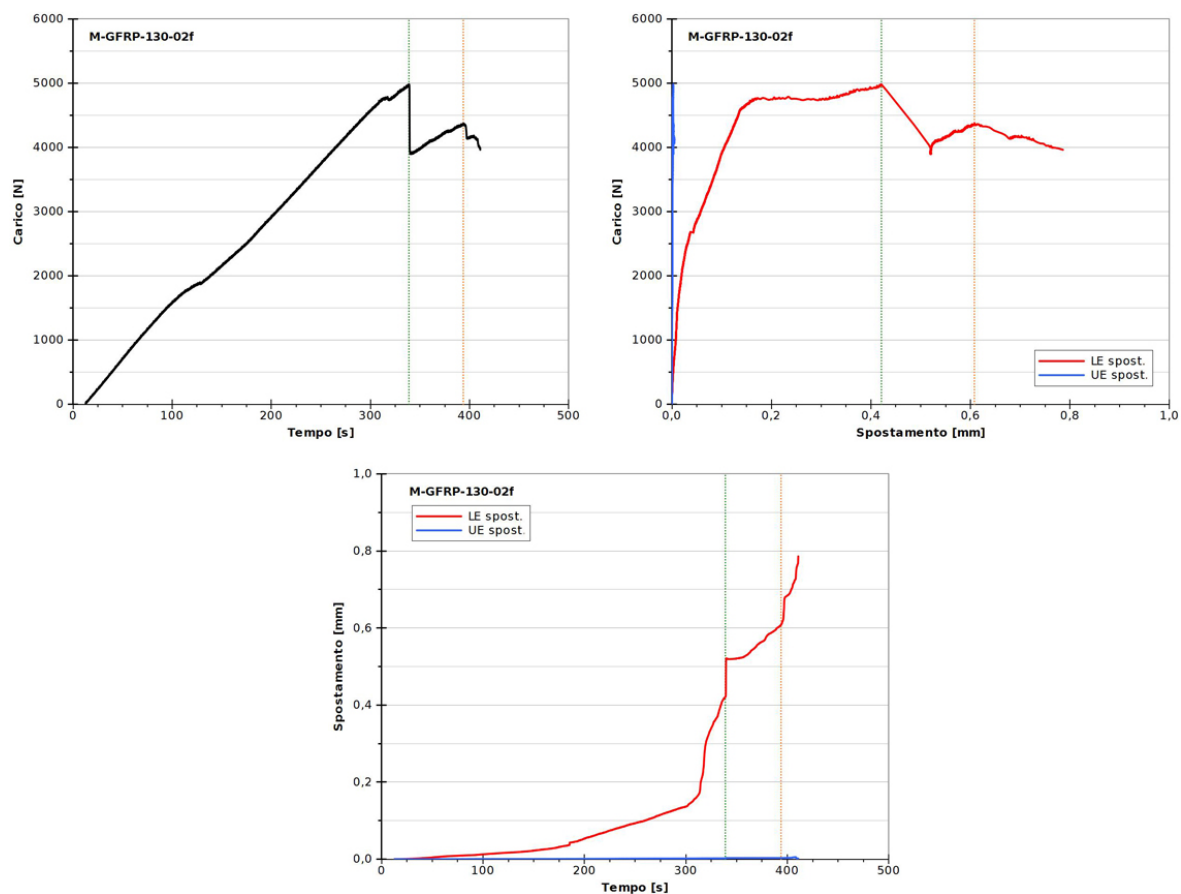 M-GFRP-130-02f
Carico [N]
6000
5000
4000
3000
2000
1000
0
0
100
200
300
400
500
Tempo [s]
M-GFRP-130-02f
Carico [N]
6000
5000
4000
3000
2000
1000
0
LE spost.
UE spost.
0,0
0,2
0,4
0,6
0,8
1,0
Spostamento [mm]
M-GFRP-130-02f
LE spost.
UE spost.
Spostamento [mm]
1,0
0,8
0,6
0,4
0,2
0,0
0
100
200
300
400
500
Tempo [s]